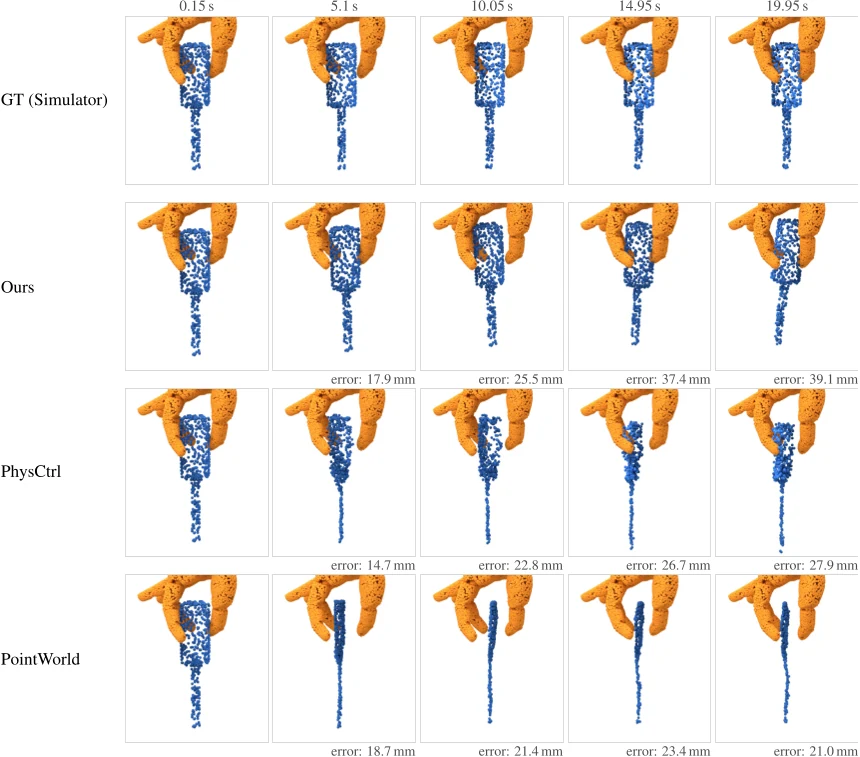 0.15 s 5.1 s 10.05 s 14.95 s 19.95 s
GT (Simulator)
Ours
error: 17.9 mm error: 25.5 mm error: 37.4 mm error: 39.1 mm
PhysCtrl
error: 14.7 mm error: 22.8 mm error: 26.7 mm error: 27.9 mm
PointWorld
error: 18.7 mm error: 21.4 mm error: 23.4 mm error: 21.0 mm